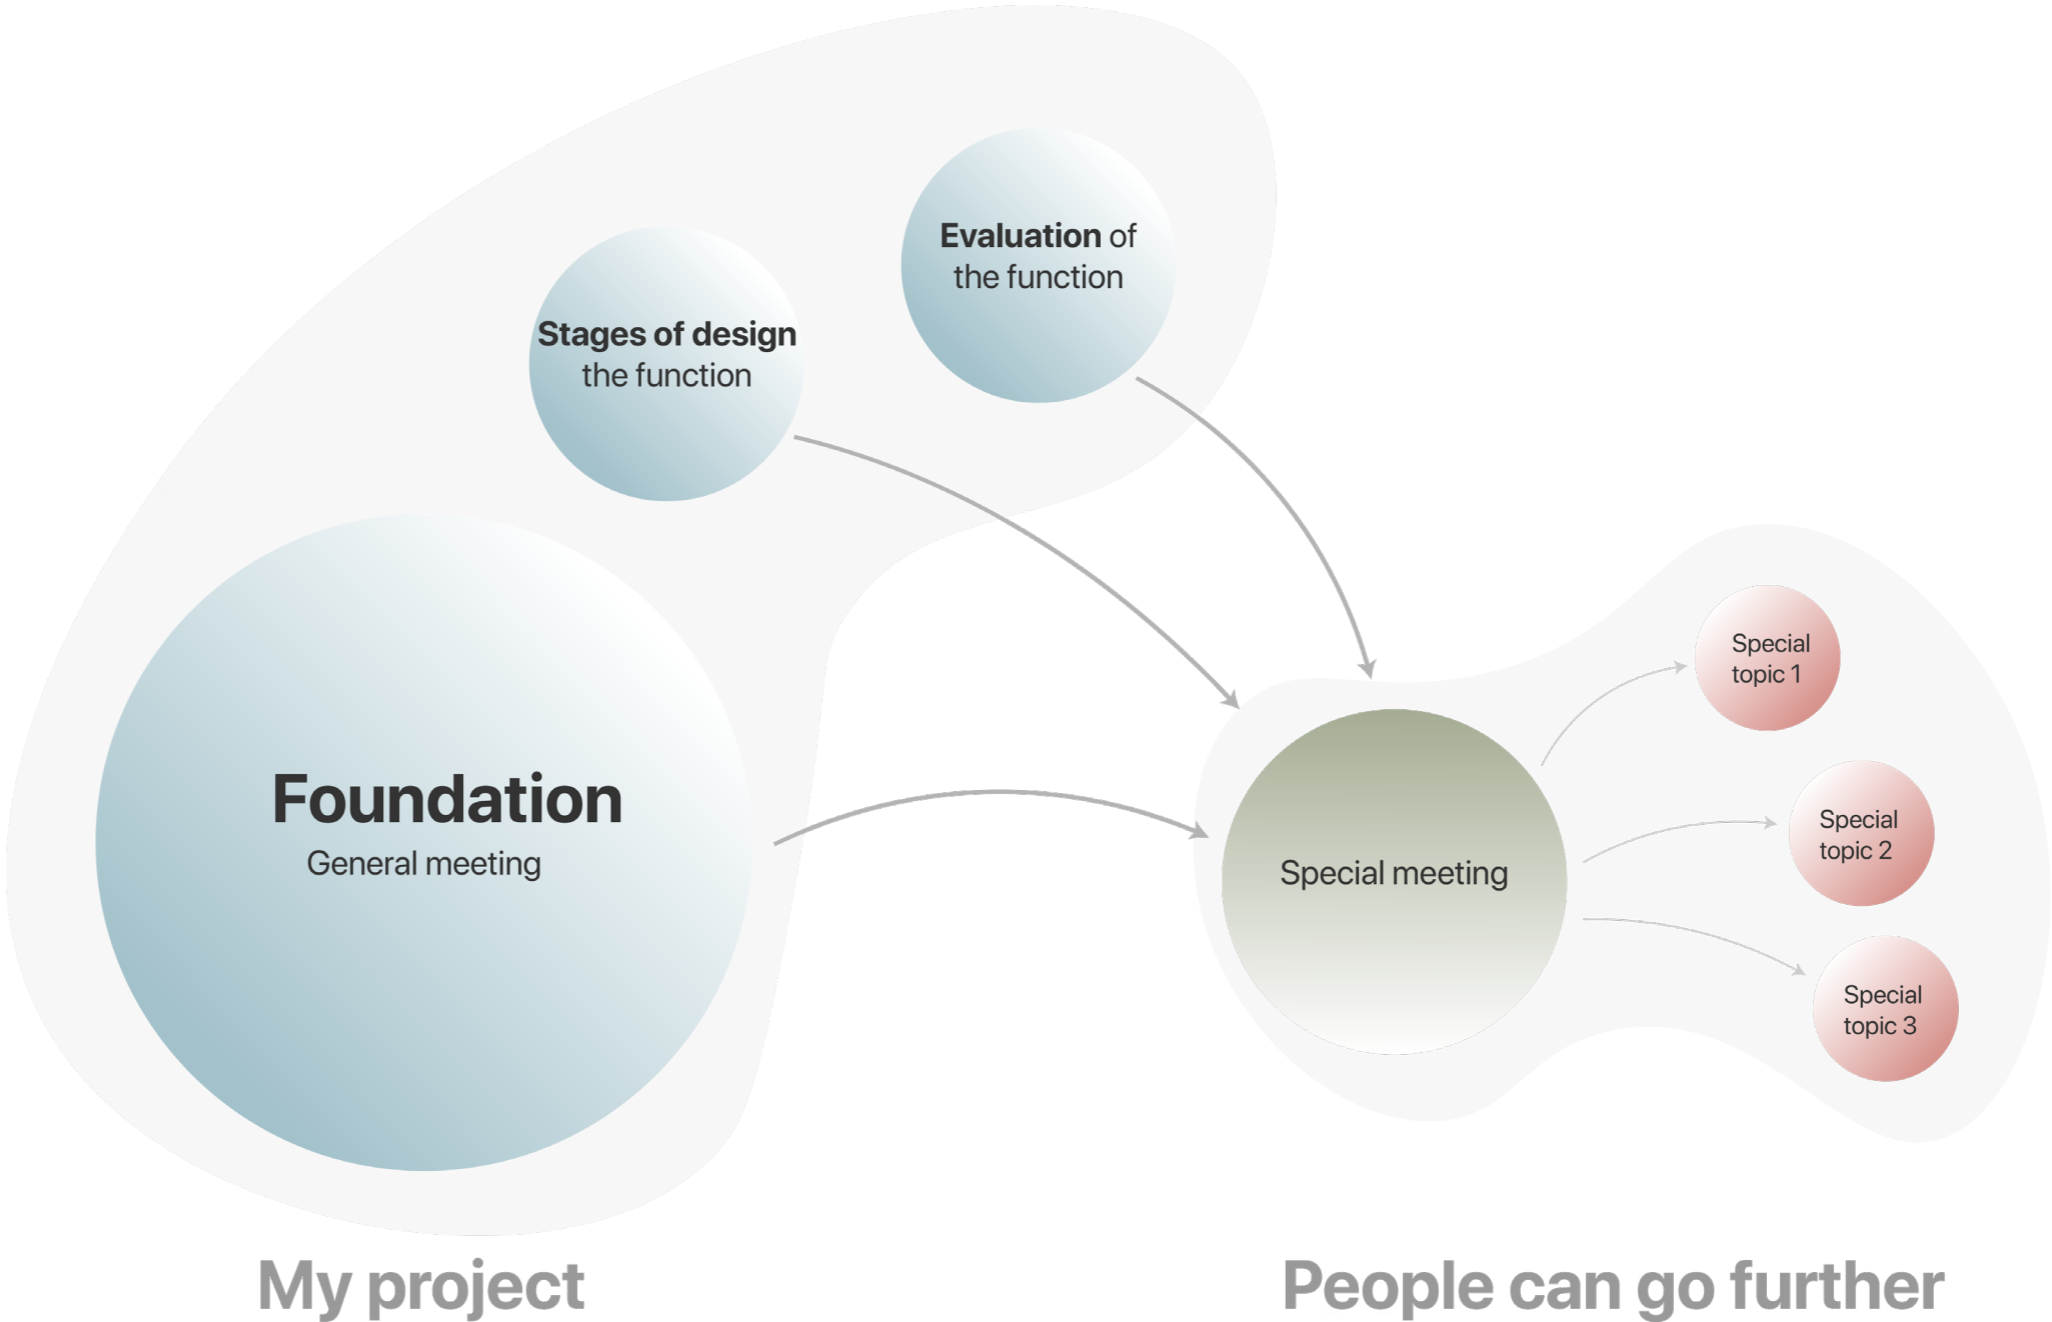 Evaluation of
the function
Stages of design
the function
Foundation
General meeting
Special meeting
Special
topic 1
Special
topic 2
Special
topic 3
My project
People can go further